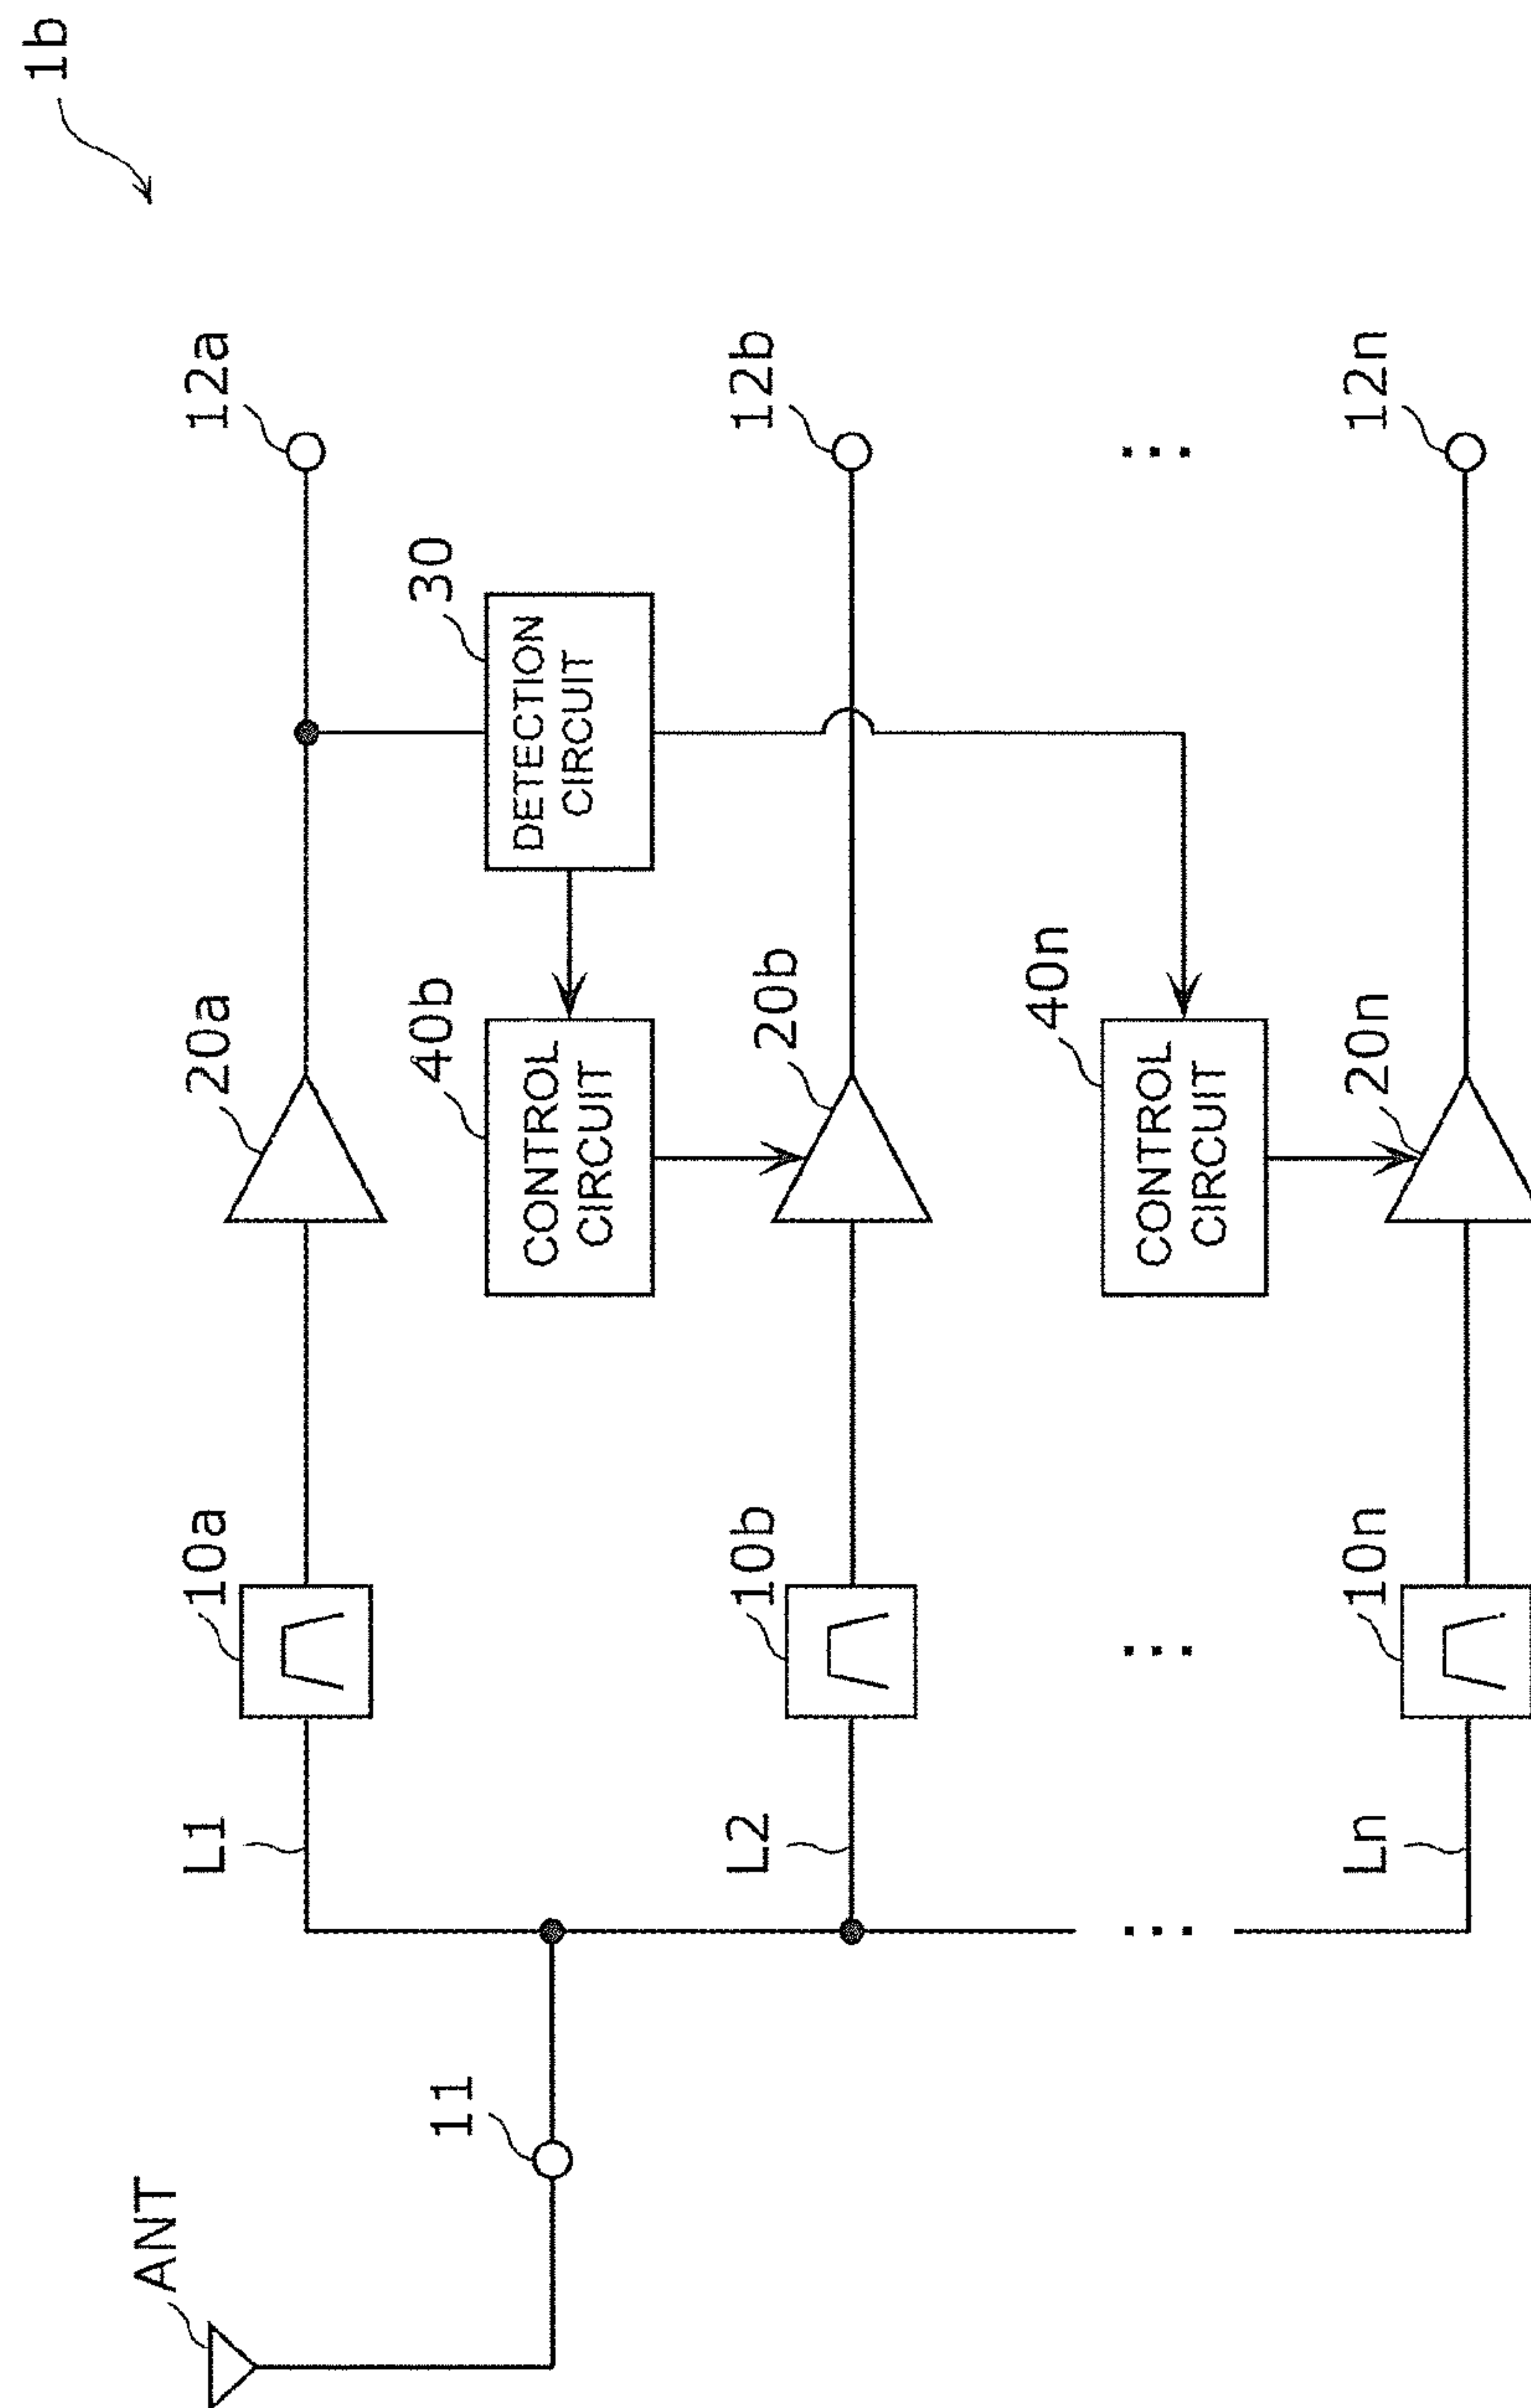 1b
ANT
11
L1
10a
20a
12a
30
DETECTION
CIRCUIT
40b
CONTROL
CIRCUIT
L2
10b
20b
12b
40n
CONTROL
CIRCUIT
Ln
10n
20n
12n